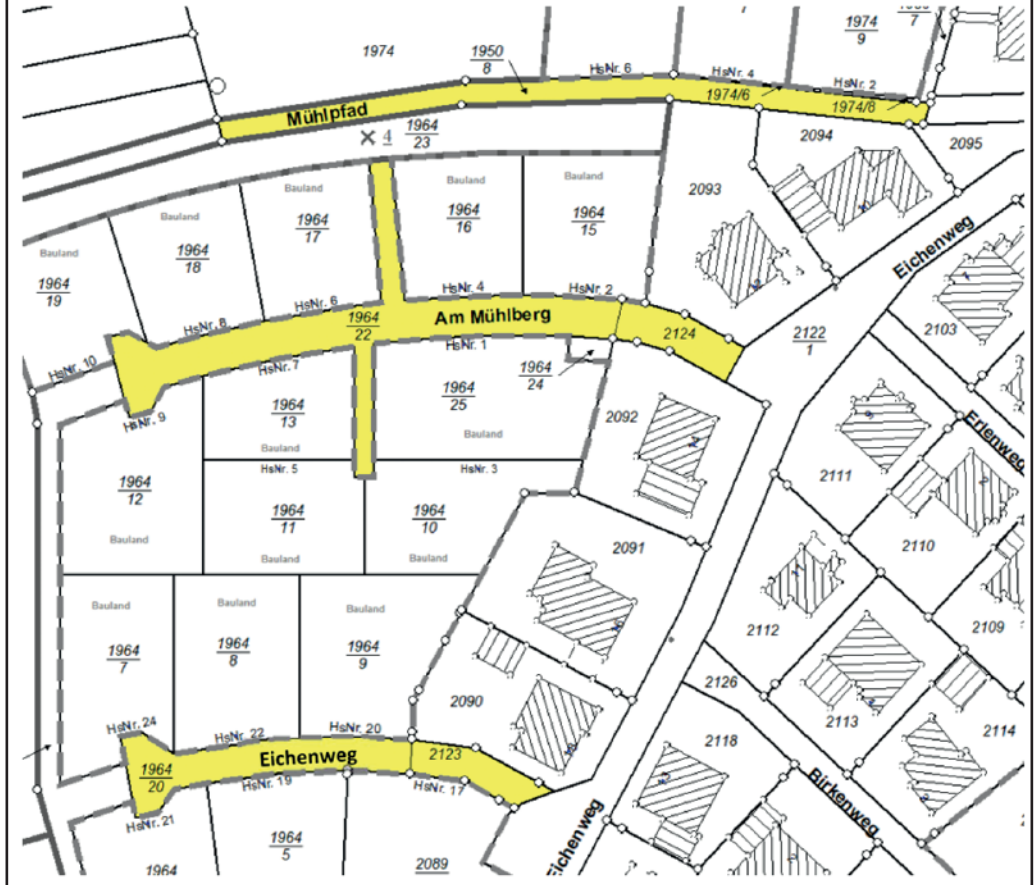 7
1974
9
1974
1950
8
HsNr. 6
HsNr. 4
HsNr. 2
1974/6
1974/8
Mühlpfad
4
1964
23
2094
2095
2093
Bauland
1964
17
Bauland
1964
16
Bauland
1964
15
Bauland
1964
18
Bauland
1964
19
Eichenweg
HsNr. 4
HsNr. 2
HsNr. 6
HsNr. 8
1964
22
Am Mühlberg
2124
2122
1
2103
HsNr. 10
HsNr. 7
HsNr. 1
1964
24
HsNr. 9
1964
13
Bauland
1964
25
Bauland
2092
Erlenweg
2111
1964
12
Bauland
HsNr. 5
HsNr. 3
1964
11
Bauland
1964
10
Bauland
2091
2110
2109
Bauland
1964
7
Bauland
1964
8
Bauland
1964
9
2112
2126
2090
2113
2114
2118
HsNr. 24
HsNr. 22
HsNr. 20
1964
20
Eichenweg
2123
HsNr. 19
HsNr. 17
HsNr. 21
Birkenweg
Eichenweg
1964
1964
5
2089